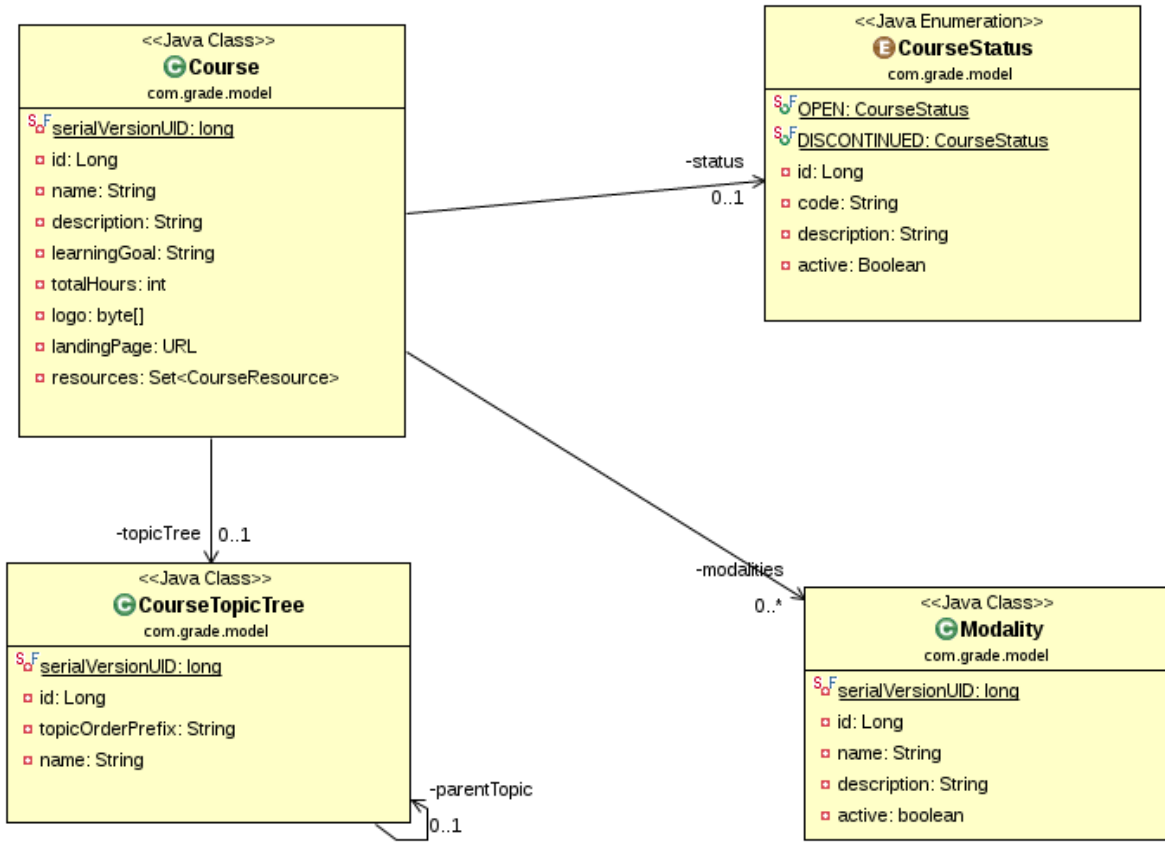 <<Java Class>>
Course
com.grade.model
serialVersionUID: long
id: Long
name: String
description: String
learningGoal: String
totalHours: int
logo: byte[]
landingPage: URL
resources: Set<CourseResource>
<<Java Enumeration>>
CourseStatus
com.grade.model
OPEN: CourseStatus
DISCONTINUED: CourseStatus
id: Long
code: String
description: String
active: Boolean
-status
0..1
-topicTree 0..1
-modalities
0..*
<<Java Class>>
CourseTopicTree
com.grade.model
serialVersionUID: long
id: Long
topicOrderPrefix: String
name: String
-parentTopic
0..1
<<Java Class>>
Modality
com.grade.model
serialVersionUID: long
id: Long
name: String
description: String
active: boolean